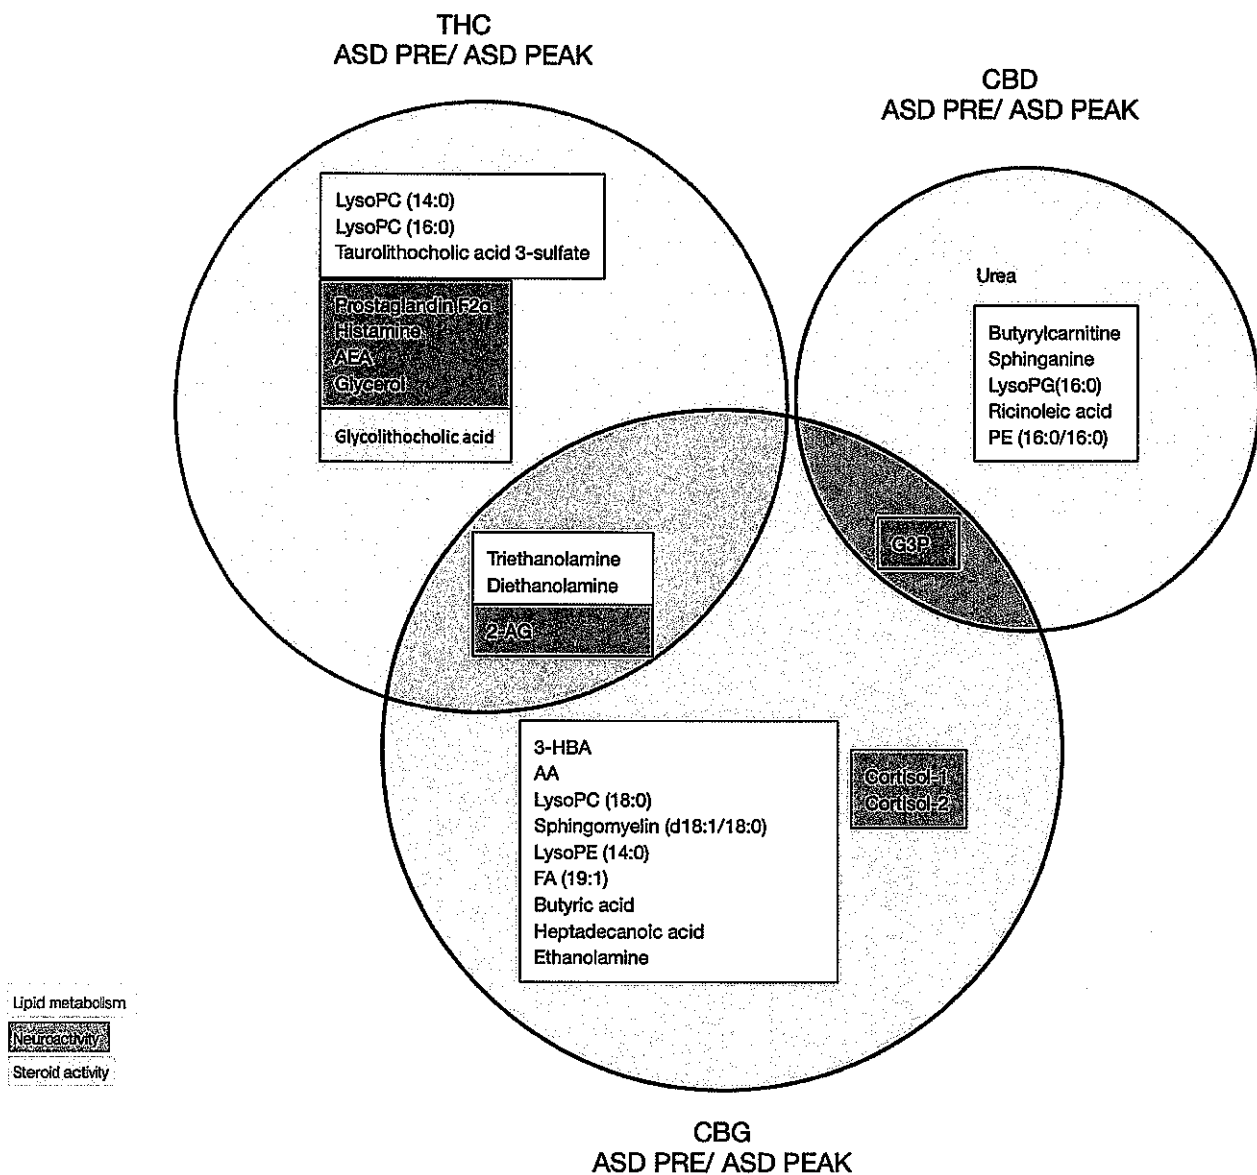 THC
ASD PRE/ ASD PEAK
CBD
ASD PRE/ ASD PEAK
LysoPC (14:0)
LysoPC (16:0)
Taurolithocholic acid 3-sulfate
Prostaglandin F2α
Histamine
AEA
Glycerol
Glycolithocholic acid
Urea
Butyrylcarnitine
Sphinganine
LysoPG(16:0)
Ricinoleic acid
PE (16:0/16:0)
G3P
Triethanolamine
Diethanolamine
2-AG
3-HBA
AA
LysoPC (18:0)
Sphingomyelin (d18:1/18:0)
LysoPE (14:0)
FA (19:1)
Butyric acid
Heptadecanoic acid
Ethanolamine
Cortisol-1
Cortisol-2
Lipid metabolism
Neuroactivity
Steroid activity
CBG
ASD PRE/ ASD PEAK